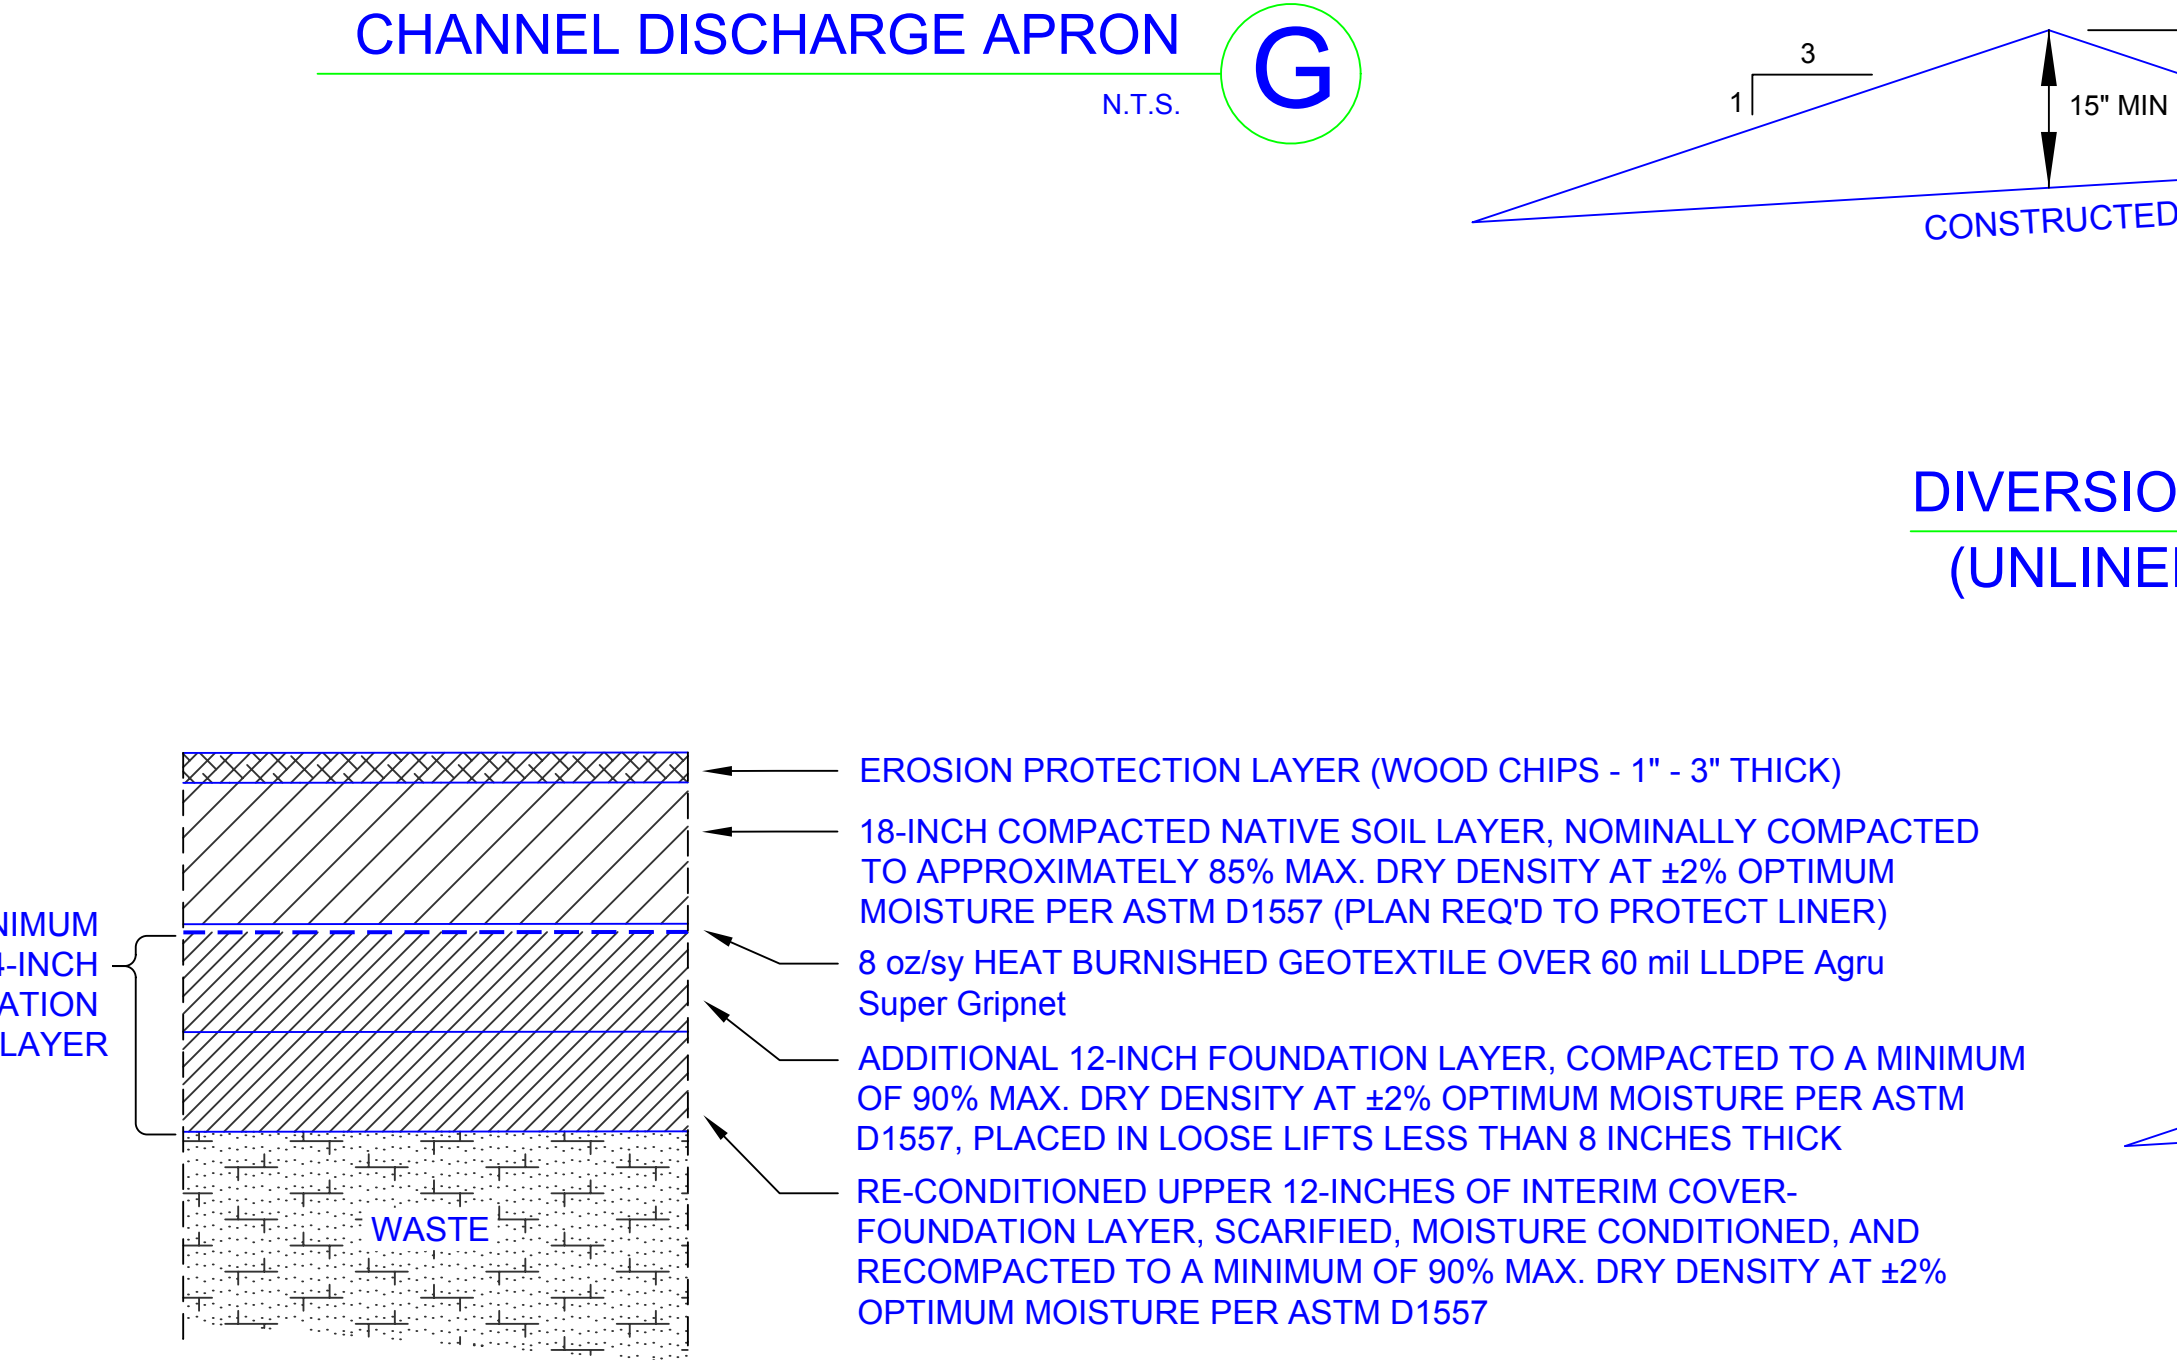 CHANNEL DISCHARGE APRON
N.T.S.
G
3
1
15" MIN
CONSTRUCTED
EROSION PROTECTION LAYER (WOOD CHIPS - 1" - 3" THICK)
18-INCH COMPACTED NATIVE SOIL LAYER, NOMINALLY COMPACTED
TO APPROXIMATELY 85% MAX. DRY DENSITY AT ±2% OPTIMUM
MOISTURE PER ASTM D1557 (PLAN REQ'D TO PROTECT LINER)
8 oz/sy HEAT BURNISHED GEOTEXTILE OVER 60 mil LLDPE Agru
Super Gripnet
ADDITIONAL 12-INCH FOUNDATION LAYER, COMPACTED TO A MINIMUM
OF 90% MAX. DRY DENSITY AT ±2% OPTIMUM MOISTURE PER ASTM
D1557, PLACED IN LOOSE LIFTS LESS THAN 8 INCHES THICK
RE-CONDITIONED UPPER 12-INCHES OF INTERIM COVER-
FOUNDATION LAYER, SCARIFIED, MOISTURE CONDITIONED, AND
RECOMPACTED TO A MINIMUM OF 90% MAX. DRY DENSITY AT ±2%
OPTIMUM MOISTURE PER ASTM D1557
LAYER
WASTE